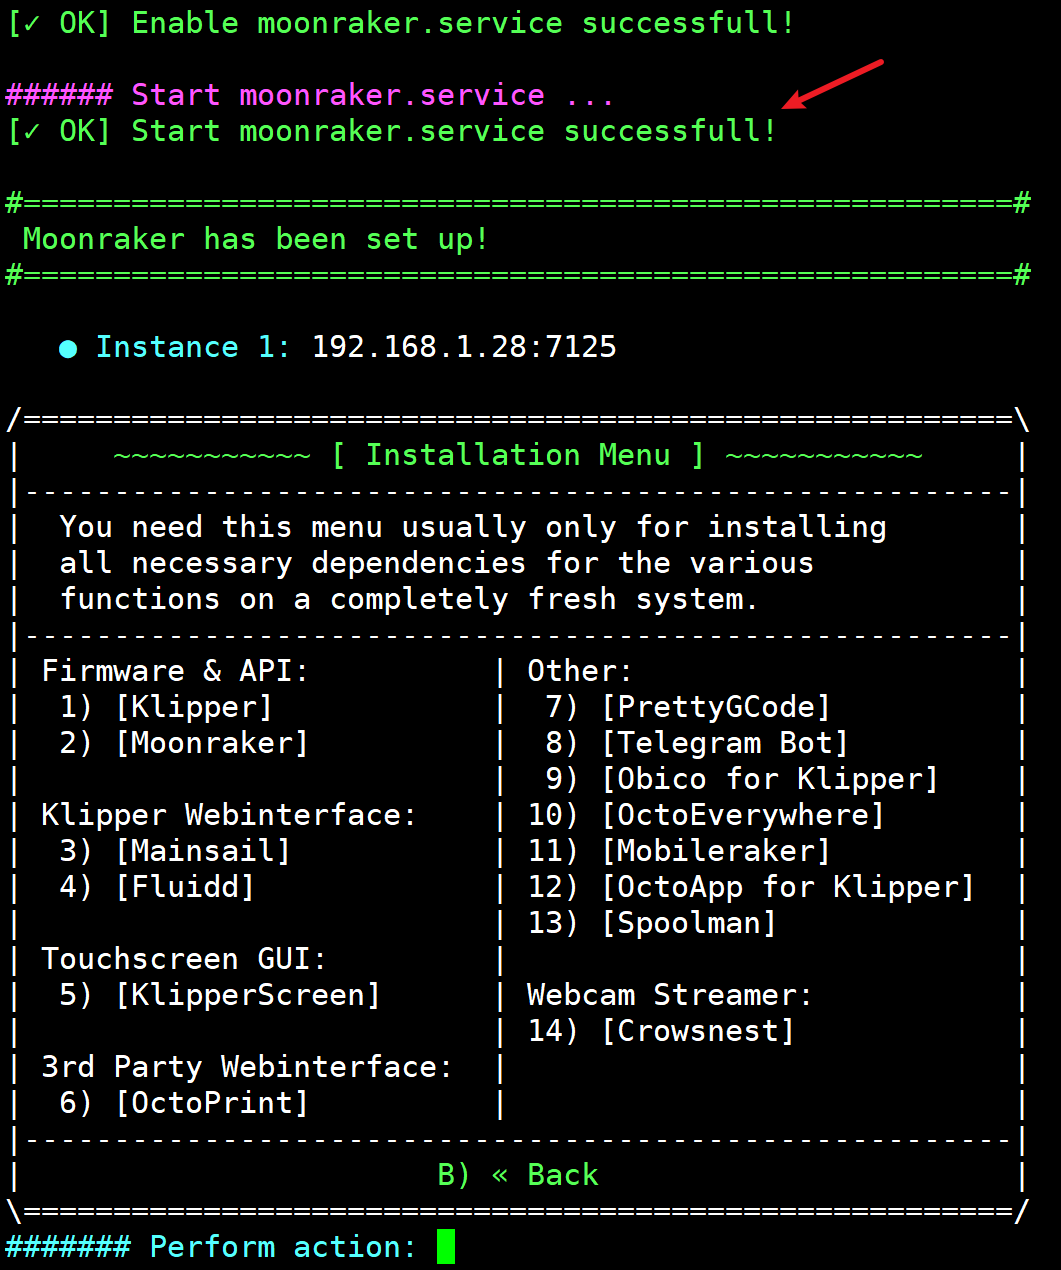 [✓ OK] Enable moonraker.service successfull!
###### Start moonraker.service ...
[✓ OK] Start moonraker.service successfull!
#=======================================================#
 Moonraker has been set up!
#=======================================================#
   ● Instance 1: 192.168.1.28:7125
/=======================================================\
|     ~~~~~~~~~~~ [ Installation Menu ] ~~~~~~~~~~~     |
|-------------------------------------------------------|
|  You need this menu usually only for installing       |
|  all necessary dependencies for the various           |
|  functions on a completely fresh system.              |
|-------------------------------------------------------|
| Firmware & API:          | Other:                     |
|  1) [Klipper]            |  7) [PrettyGCode]          |
|  2) [Moonraker]          |  8) [Telegram Bot]         |
|                          |  9) [Obico for Klipper]    |
| Klipper Webinterface:    | 10) [OctoEverywhere]       |
|  3) [Mainsail]           | 11) [Mobileraker]          |
|  4) [Fluidd]             | 12) [OctoApp for Klipper]  |
|                          | 13) [Spoolman]             |
| Touchscreen GUI:         |                            |
|  5) [KlipperScreen]      | Webcam Streamer:           |
|                          | 14) [Crowsnest]            |
| 3rd Party Webinterface:  |                            |
|  6) [OctoPrint]          |                            |
|-------------------------------------------------------|
|                       B) « Back                       |
\=======================================================/
####### Perform action: